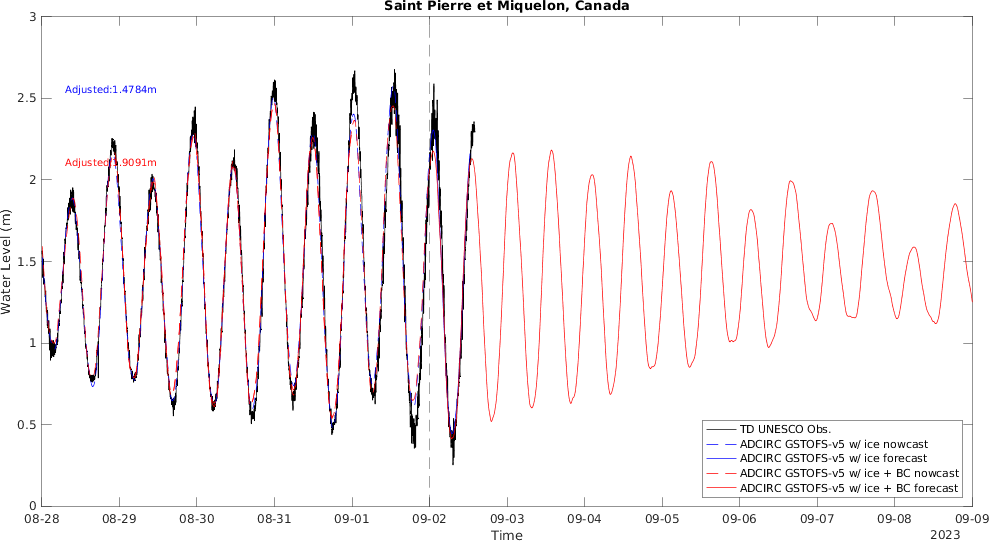 Saint Pierre et Miquelon, Canada
3
2.5
2
1.5
1
0.5
0
Water Level (m)
Adjusted:1.4784m
Adjusted:1.9091m
TD UNESCO Obs.
ADCIRC GSTOFS-v5 w/ ice nowcast
ADCIRC GSTOFS-v5 w/ ice forecast
ADCIRC GSTOFS-v5 w/ ice + BC nowcast
ADCIRC GSTOFS-v5 w/ ice + BC forecast
08-28 08-29 08-30 08-31 09-01 09-02 09-03 09-04 09-05 09-06 09-07 09-08 09-09
Time
2023